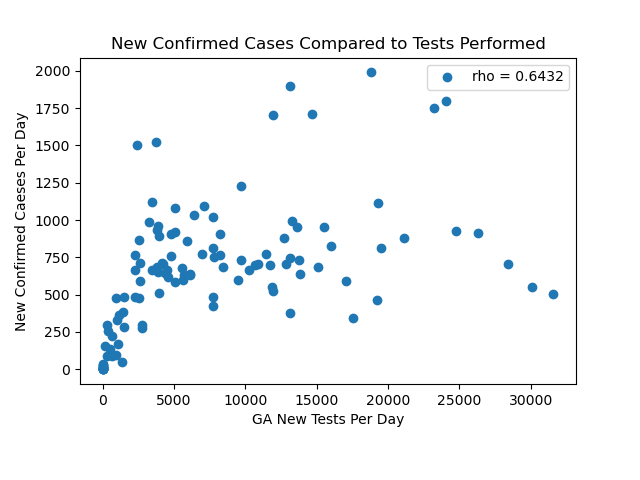 New Confirmed Cases Compared to Tests Performed
rho = 0.6432
2000
1750
1500
1250
1000
750
500
250
0
New Confirmed Caeses Per Day
0 5000 10000 15000 20000 25000 30000
GA New Tests Per Day